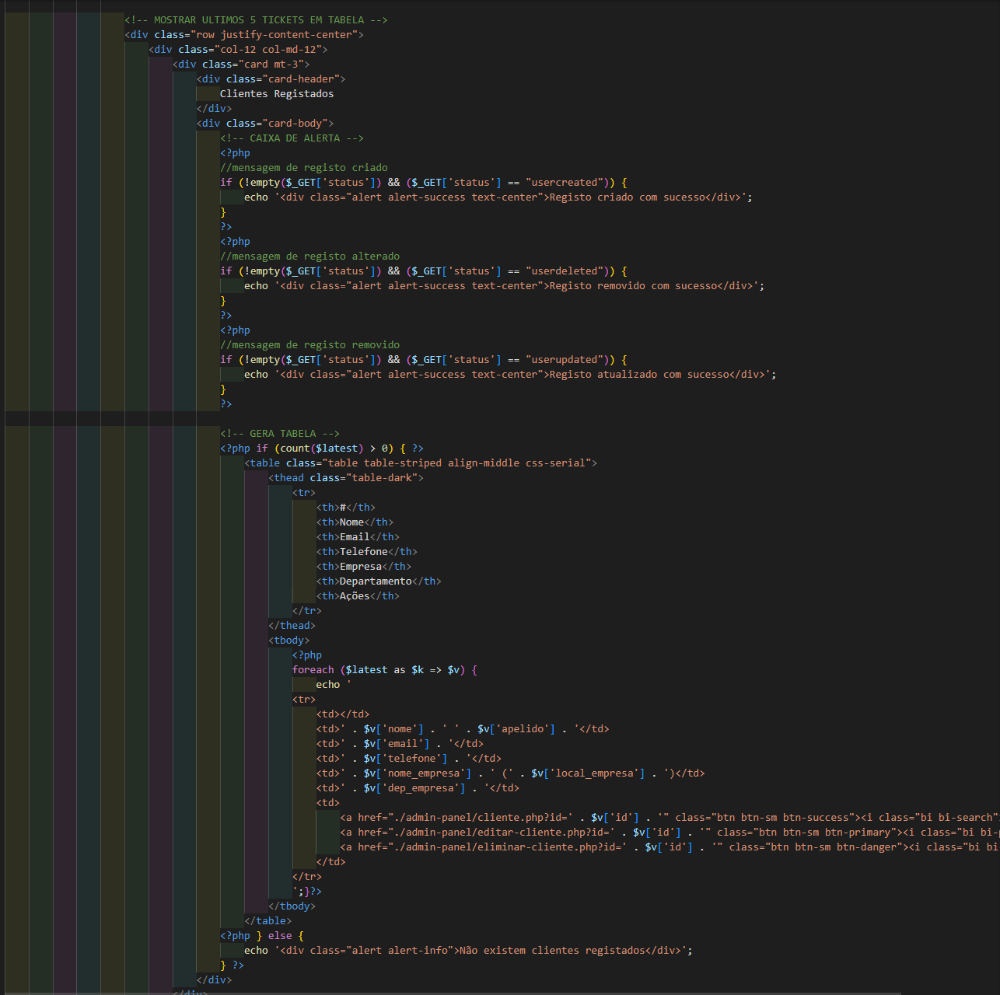 <!-- MOSTRAR ULTIMOS 5 TICKETS EM TABELA -->
<div class="row justify-content-center">
<div class="col-12 col-md-12">
<div class="card mt-3">
<div class="card-header">
Clientes Registados
</div>
<div class="card-body">
<!-- CAIXA DE ALERTA -->
<?php
//mensagem de registo criado
if (!empty($_GET['status']) && ($_GET['status'] == "usercreated")) {
echo '<div class="alert alert-success text-center">Registo criado com sucesso</div>';
}
?>
<?php
//mensagem de registo alterado
if (!empty($_GET['status']) && ($_GET['status'] == "userdeleted")) {
echo '<div class="alert alert-success text-center">Registo removido com sucesso</div>';
}
?>
<?php
//mensagem de registo removido
if (!empty($_GET['status']) && ($_GET['status'] == "userupdated")) {
echo '<div class="alert alert-success text-center">Registo atualizado com sucesso</div>';
}
?>
<!-- GERA TABELA -->
<?php if (count($latest) > 0) { ?>
<table class="table table-striped align-middle css-serial">
<thead class="table-dark">
<tr>
<th>#</th>
<th>Nome</th>
<th>Email</th>
<th>Telefone</th>
<th>Empresa</th>
<th>Departamento</th>
<th>Ações</th>
</tr>
</thead>
<tbody>
<?php
foreach ($latest as $k => $v) {
echo '
<tr>
<td></td>
<td>' . $v['nome'] . ' ' . $v['apelido'] . '</td>
<td>' . $v['email'] . '</td>
<td>' . $v['telefone'] . '</td>
<td>' . $v['nome_empresa'] . ' (' . $v['local_empresa'] . ')</td>
<td>' . $v['dep_empresa'] . '</td>
<td>
<a href="./admin-panel/cliente.php?id=' . $v['id'] . '" class="btn btn-sm btn-success"><i class="bi bi-search"
<a href="./admin-panel/editar-cliente.php?id=' . $v['id'] . '" class="btn btn-sm btn-primary"><i class="bi bi-
<a href="./admin-panel/eliminar-cliente.php?id=' . $v['id'] . '" class="btn btn-sm btn-danger"><i class="bi bi
</td>
</tr>
';}?>
</tbody>
</table>
<?php } else {
echo '<div class="alert alert-info">Não existem clientes registados</div>';
} ?>
</div>
</div>